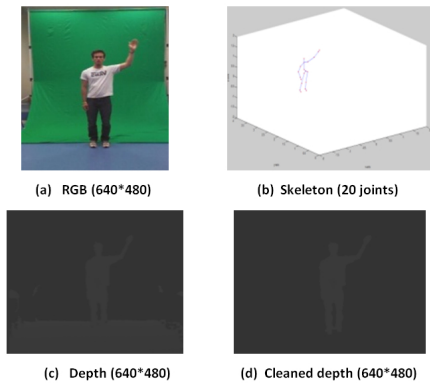 (a) RGB (640*480)
(b) Skeleton (20 joints)
(c) Depth (640*480)
(d) Cleaned depth (640*480)